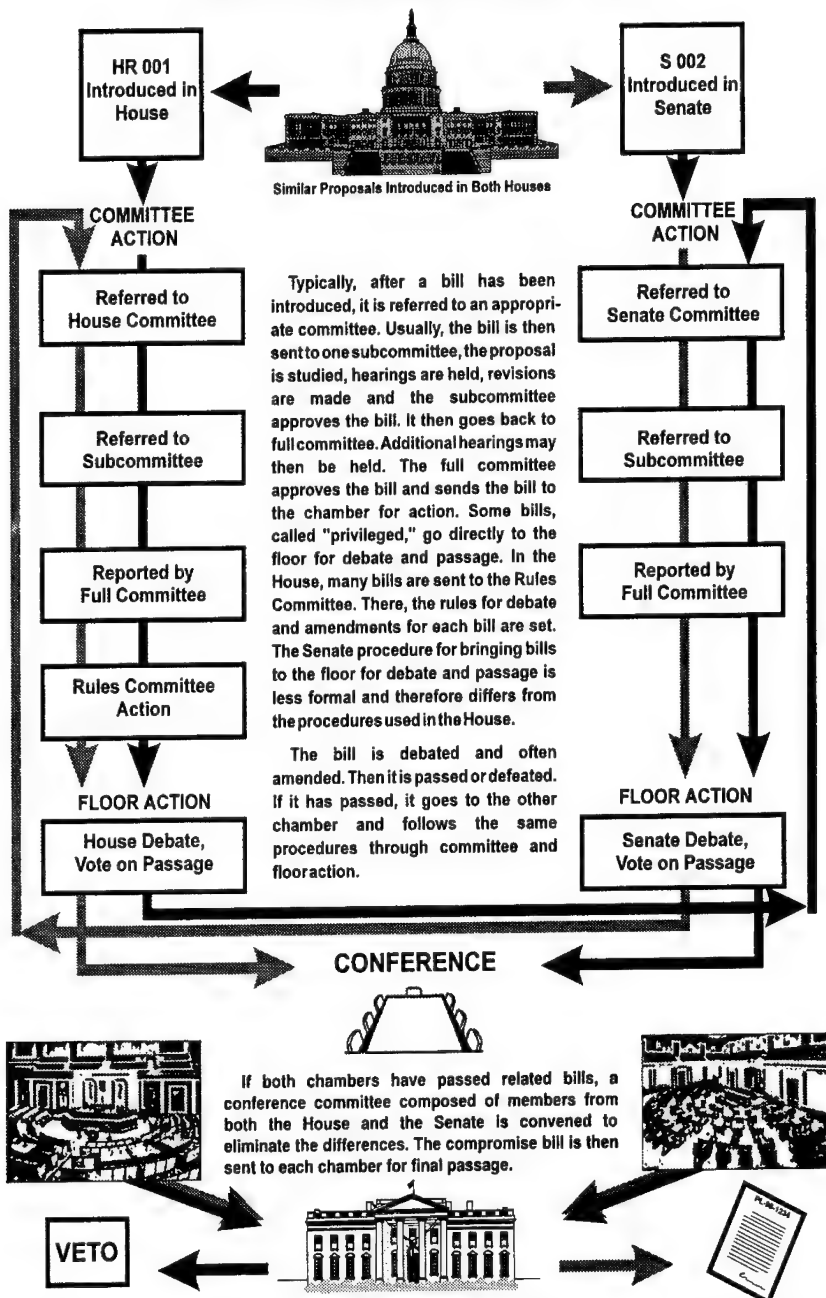 HR 001
Introduced in
House
S 002
Introduced in
Senate
Similar Proposals Introduced in Both Houses
COMMITTEE
ACTION
COMMITTEE
ACTION
Referred to
House Committee
Referred to
Subcommittee
Reported by
Full Committee
Rules Committee
Action
FLOOR ACTION
House Debate,
Vote on Passage
Typically, after a bill has been
introduced, it is referred to an appropri-
ate committee. Usually, the bill is then
sent to one subcommittee, the proposal
is studied, hearings are held, revisions
are made and the subcommittee
approves the bill. It then goes back to
full committee. Additional hearings may
then be held. The full committee
approves the bill and sends the bill to
the chamber for action. Some bills,
called "privileged," go directly to the
floor for debate and passage. In the
House, many bills are sent to the Rules
Committee. There, the rules for debate
and amendments for each bill are set.
The Senate procedure for bringing bills
to the floor for debate and passage is
less formal and therefore differs from
the procedures used in the House.
The bill is debated and often
amended. Then it is passed or defeated.
If it has passed, it goes to the other
chamber and follows the same
procedures through committee and
floor action.
Referred to
Senate Committee
Referred to
Subcommittee
Reported by
Full Committee
FLOOR ACTION
Senate Debate,
Vote on Passage
CONFERENCE
If both chambers have passed related bills, a
conference committee composed of members from
both the House and the Senate is convened to
eliminate the differences. The compromise bill is then
sent to each chamber for final passage.
VETO
PL-98-1234